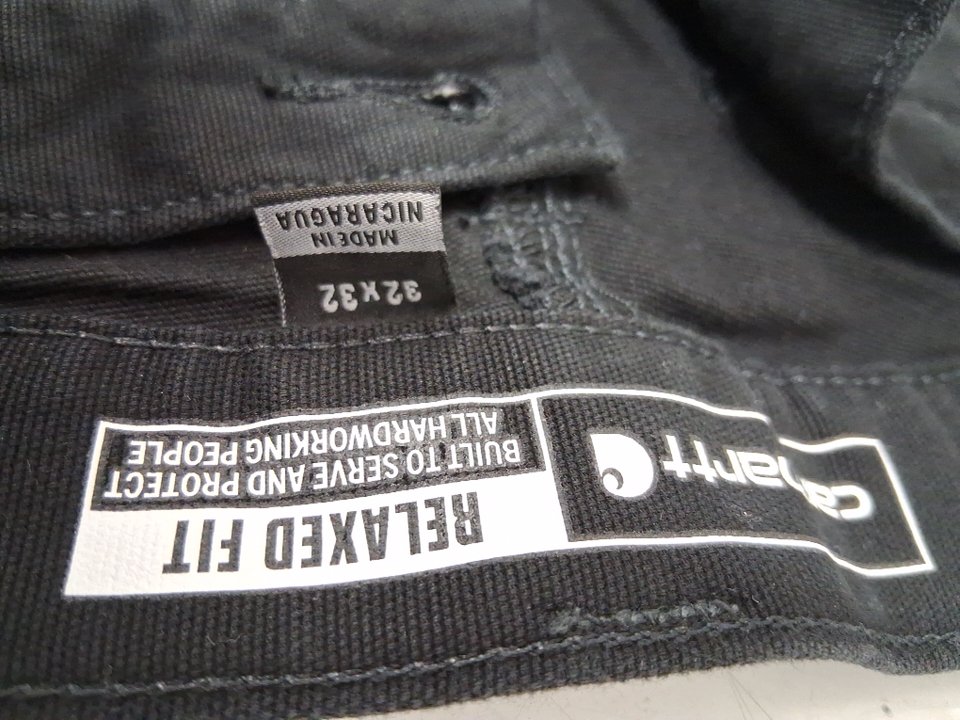 carhartt
RELAXED FIT
BUILT TO SERVE AND PROTECT
ALL HARDWORKING PEOPLE
32x32
MADE IN
NICARAGUA